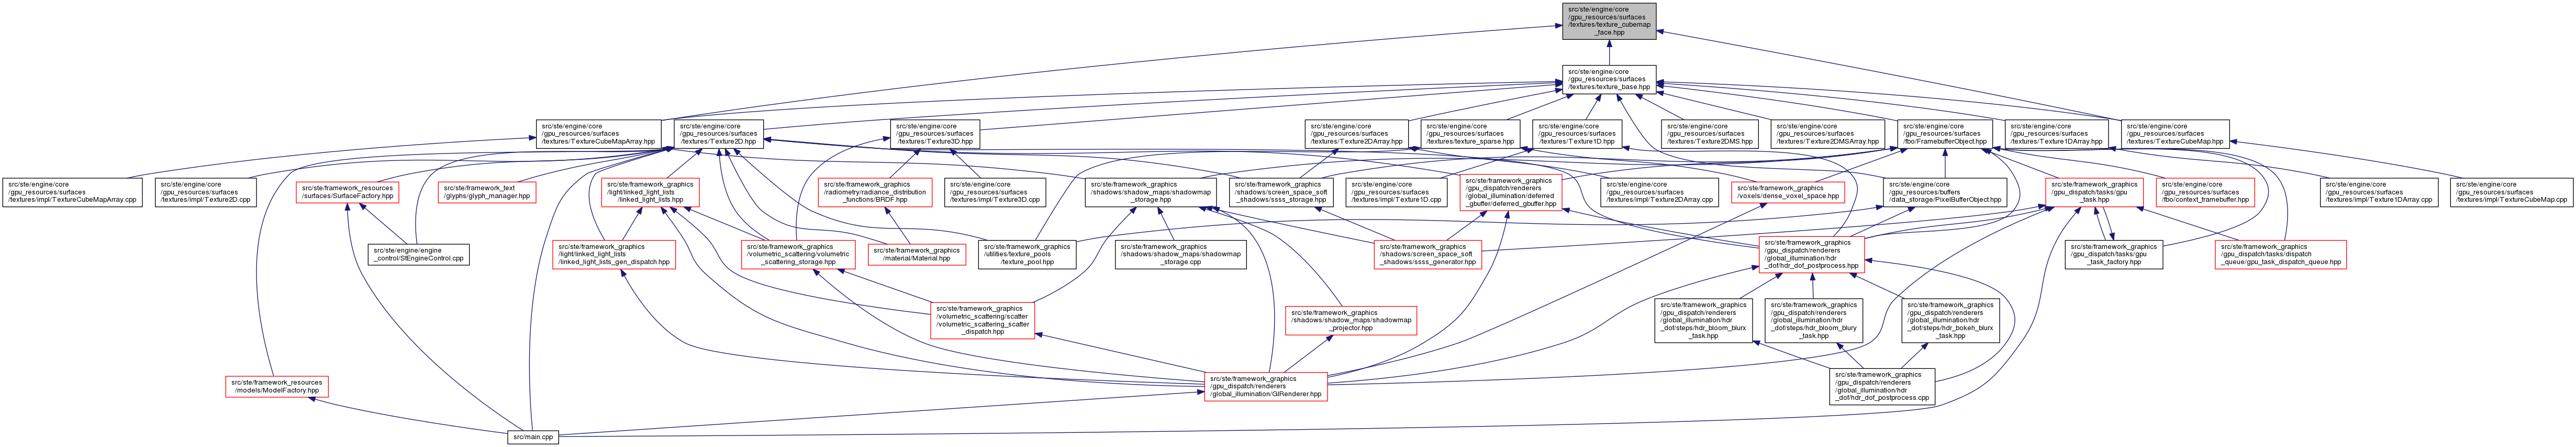 src/ste/engine/core
/gpu_resources/surfaces
/textures/texture_cubemap
_face.hpp
src/ste/engine/core
/gpu_resources/surfaces
/textures/texture_base.hpp
src/ste/engine/core
/gpu_resources/surfaces
/textures/TextureCubeMapArray.hpp
src/ste/engine/core
/gpu_resources/surfaces
/textures/Texture2D.hpp
src/ste/engine/core
/gpu_resources/surfaces
/textures/Texture3D.hpp
src/ste/engine/core
/gpu_resources/surfaces
/textures/Texture2DArray.hpp
src/ste/engine/core
/gpu_resources/surfaces
/textures/texture_sparse.hpp
src/ste/engine/core
/gpu_resources/surfaces
/textures/Texture1D.hpp
src/ste/engine/core
/gpu_resources/surfaces
/textures/Texture2DMS.hpp
src/ste/engine/core
/gpu_resources/surfaces
/textures/Texture2DMSArray.hpp
src/ste/engine/core
/gpu_resources/surfaces
/fbo/FramebufferObject.hpp
src/ste/engine/core
/gpu_resources/surfaces
/textures/Texture1DArray.hpp
src/ste/engine/core
/gpu_resources/surfaces
/textures/TextureCubeMap.hpp
src/ste/engine/core
/gpu_resources/surfaces
/textures/impl/TextureCubeMapArray.cpp
src/ste/engine/core
/gpu_resources/surfaces
/textures/impl/Texture2D.cpp
src/ste/framework_resources
/surfaces/SurfaceFactory.hpp
src/ste/framework_text
/glyphs/glyph_manager.hpp
src/ste/framework_graphics
/light/linked_light_lists
/linked_light_lists.hpp
src/ste/framework_graphics
/radiometry/radiance_distribution
_functions/BRDF.hpp
src/ste/engine/core
/gpu_resources/surfaces
/textures/impl/Texture3D.cpp
src/ste/framework_graphics
/shadows/shadow_maps/shadowmap
_storage.hpp
src/ste/framework_graphics
/shadows/screen_space_soft
_shadows/ssss_storage.hpp
src/ste/engine/core
/gpu_resources/surfaces
/textures/impl/Texture1D.cpp
src/ste/framework_graphics
/gpu_dispatch/renderers
/global_illumination/deferred
_gbuffer/deferred_gbuffer.hpp
src/ste/engine/core
/gpu_resources/surfaces
/textures/impl/Texture2DArray.cpp
src/ste/framework_graphics
/voxels/dense_voxel_space.hpp
src/ste/engine/core
/gpu_resources/buffers
/data_storage/PixelBufferObject.hpp
src/ste/framework_graphics
/gpu_dispatch/tasks/gpu
_task.hpp
src/ste/engine/core
/gpu_resources/surfaces
/fbo/context_framebuffer.hpp
src/ste/engine/core
/gpu_resources/surfaces
/textures/impl/Texture1DArray.cpp
src/ste/engine/core
/gpu_resources/surfaces
/textures/impl/TextureCubeMap.cpp
src/ste/engine/engine
_control/StEngineControl.cpp
src/ste/framework_graphics
/light/linked_light_lists
/linked_light_lists_gen_dispatch.hpp
src/ste/framework_graphics
/volumetric_scattering/volumetric
_scattering_storage.hpp
src/ste/framework_graphics
/material/Material.hpp
src/ste/framework_graphics
/utilities/texture_pools
/texture_pool.hpp
src/ste/framework_graphics
/shadows/shadow_maps/shadowmap
_storage.cpp
src/ste/framework_graphics
/shadows/screen_space_soft
_shadows/ssss_generator.hpp
src/ste/framework_graphics
/gpu_dispatch/renderers
/global_illumination/hdr
_dof/hdr_dof_postprocess.hpp
src/ste/framework_graphics
/gpu_dispatch/tasks/gpu
_task_factory.hpp
src/ste/framework_graphics
/gpu_dispatch/tasks/dispatch
_queue/gpu_task_dispatch_queue.hpp
src/ste/framework_graphics
/volumetric_scattering/scatter
/volumetric_scattering_scatter
_dispatch.hpp
src/ste/framework_graphics
/shadows/shadow_maps/shadowmap
_projector.hpp
src/ste/framework_graphics
/gpu_dispatch/renderers
/global_illumination/hdr
_dof/steps/hdr_bloom_blurx
_task.hpp
src/ste/framework_graphics
/gpu_dispatch/renderers
/global_illumination/hdr
_dof/steps/hdr_bloom_blury
_task.hpp
src/ste/framework_graphics
/gpu_dispatch/renderers
/global_illumination/hdr
_dof/steps/hdr_bokeh_blurx
_task.hpp
src/ste/framework_resources
/models/ModelFactory.hpp
src/ste/framework_graphics
/gpu_dispatch/renderers
/global_illumination/GIRenderer.hpp
src/ste/framework_graphics
/gpu_dispatch/renderers
/global_illumination/hdr
_dof/hdr_dof_postprocess.cpp
src/main.cpp